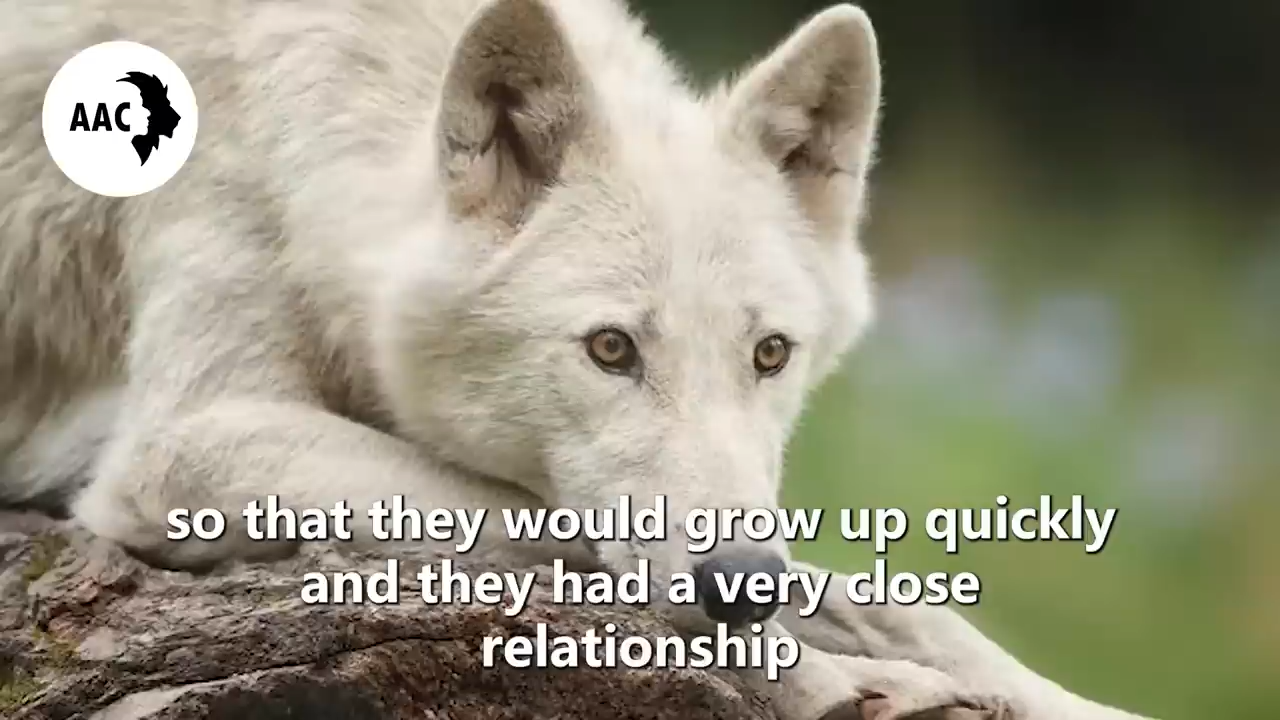 AAC
so that they would grow up quickly
and they had a very close
relationship